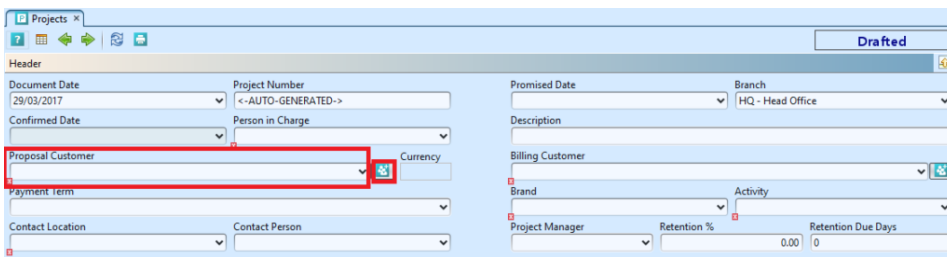 Projects
Drafted
Header
Document Date Project Number Promised Date Branch
29/03/2017 <-AUTO-GENERATED-> HQ - Head Office
Confirmed Date Person in Charge Description
Proposal Customer Currency Billing Customer
Payment Term Brand Activity
Contact Location Contact Person Project Manager Retention % Retention Due Days
0.00 0